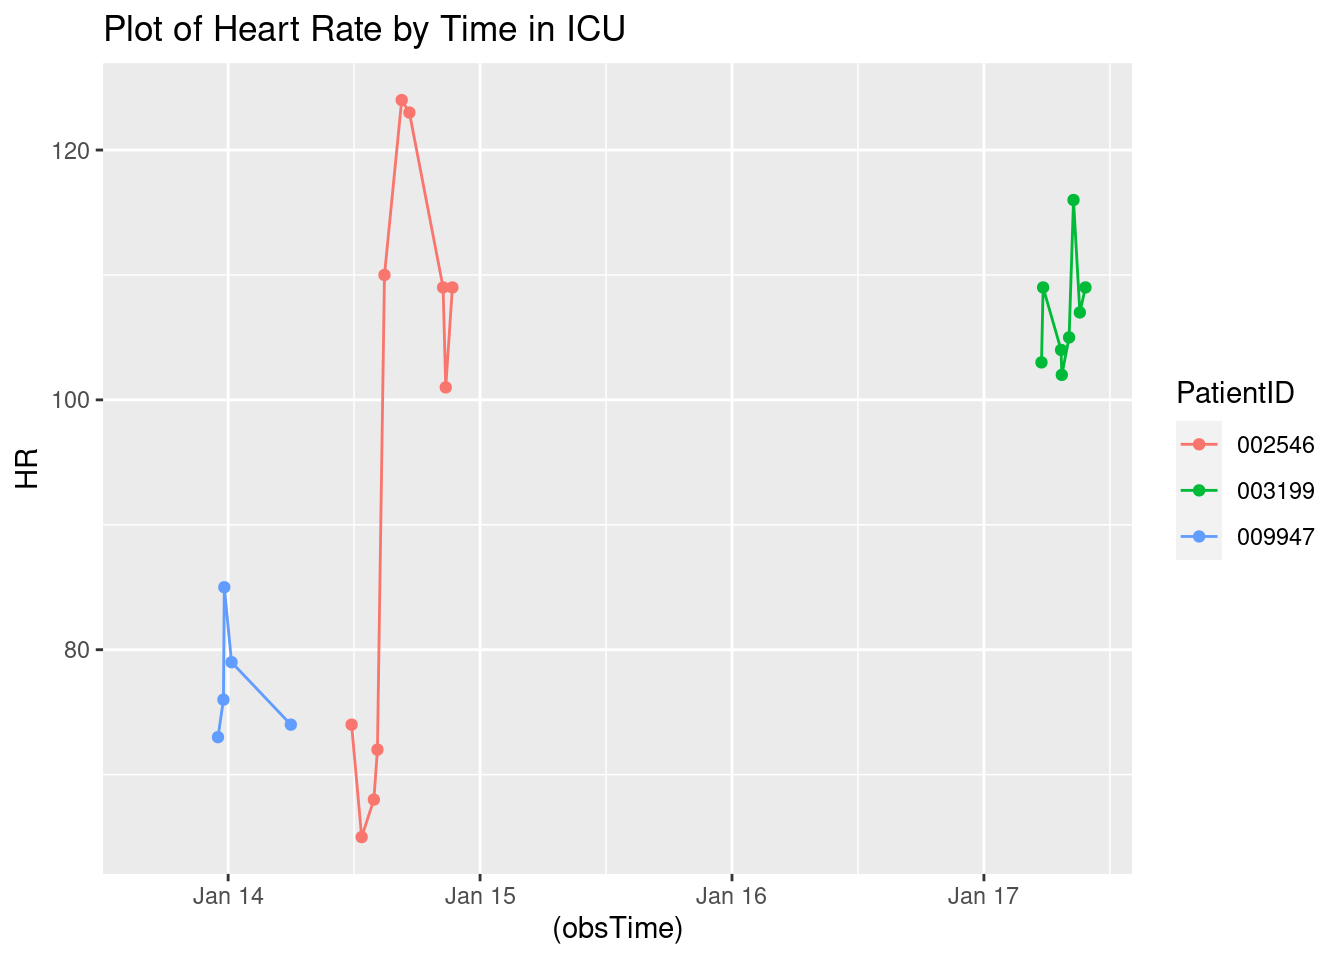 Plot of Heart Rate by Time in ICU
120
100
80
HR
Jan 14
Jan 15
Jan 16
Jan 17
(obsTime)
PatientID
002546
003199
009947